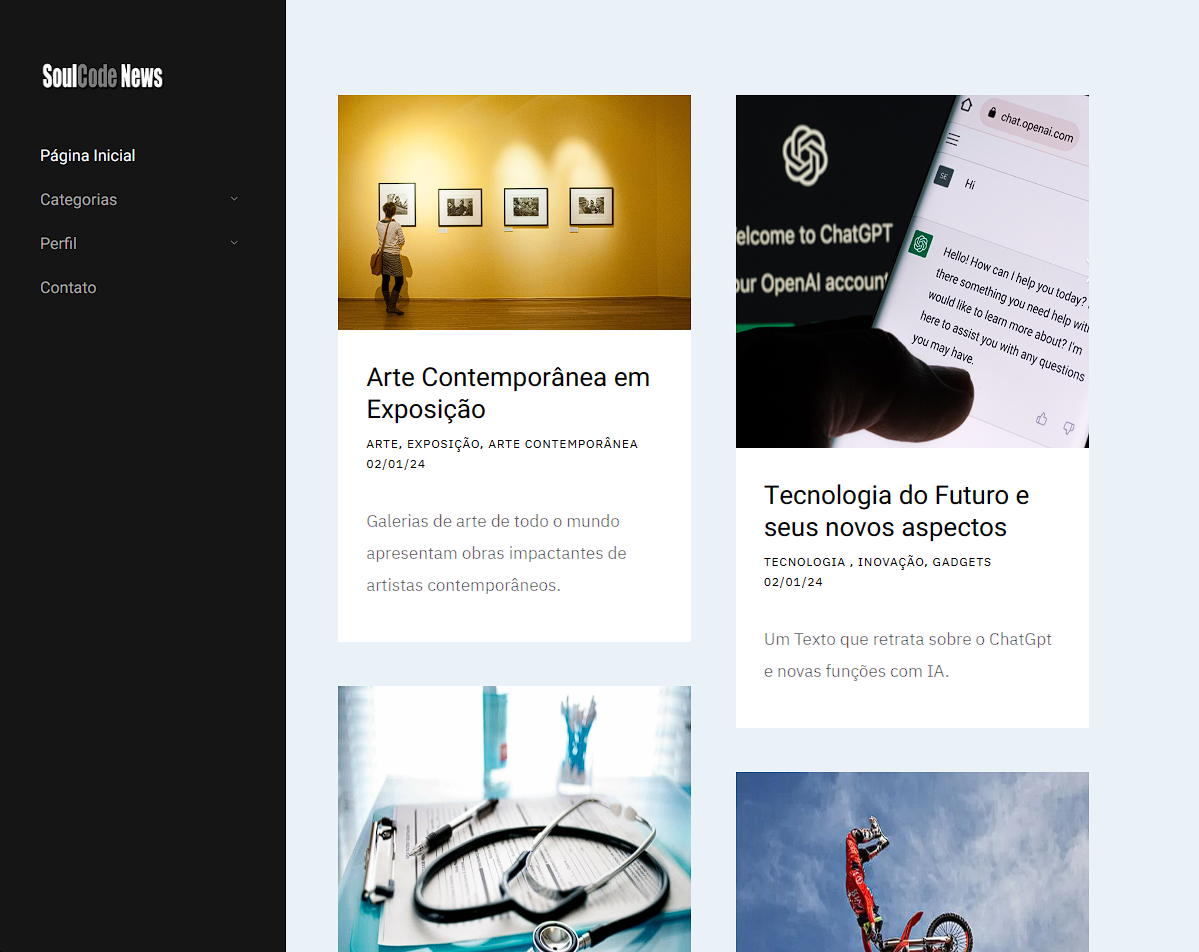 SoulCode News
Página Inicial
Categorias
Perfil
Contato
Arte Contemporânea em
Exposição
ARTE, EXPOSIÇÃO, ARTE CONTEMPORÂNEA
02/01/24
Galerias de arte de todo o mundo
apresentam obras impactantes de
artistas contemporâneos.
chat.openai.com
SE
Hi
elcome to ChatGPT
our OpenAI account
Hello! How can I help you today?
there something you need help with
would like to learn more about? I'm
here to assist you with any questions
you may have.
Tecnologia do Futuro e
seus novos aspectos
TECNOLOGIA , INOVAÇÃO, GADGETS
02/01/24
Um Texto que retrata sobre o ChatGpt
e novas funções com IA.